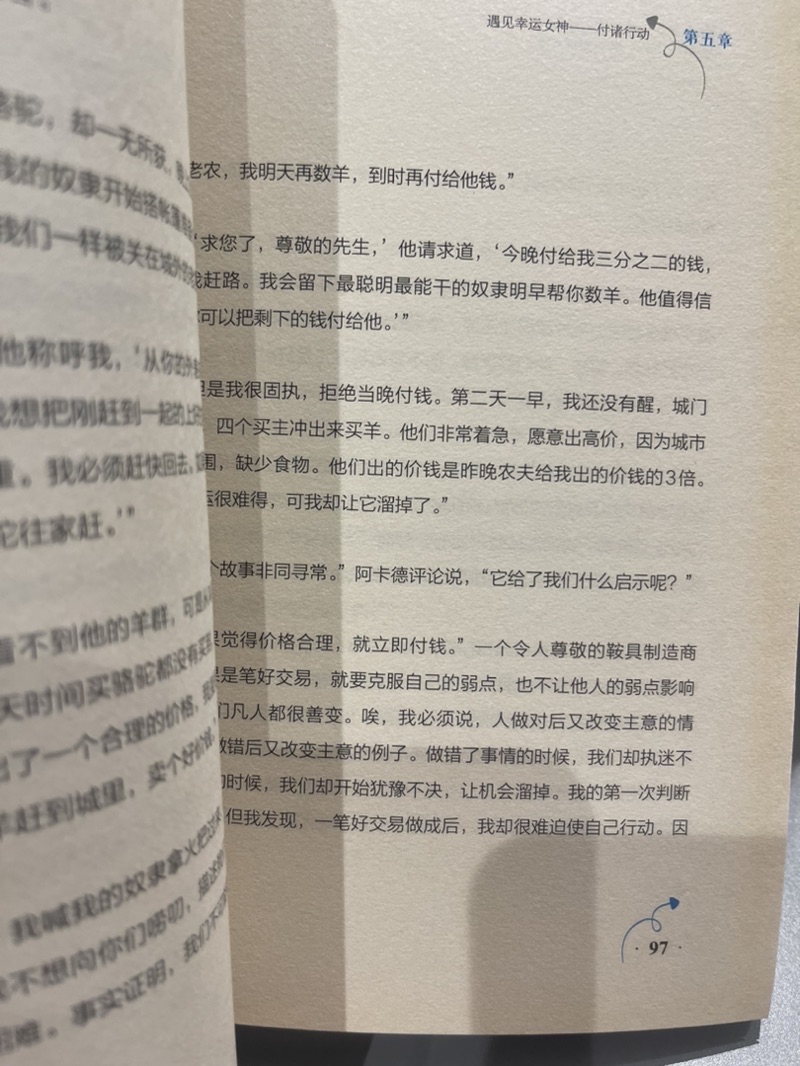 骆驼，却一无所获，
我的奴隶开始搭帐篷
我们一样被关在城外
他称呼我，‘从你的外
我想把刚赶到一起的上
里。我必须赶快回去，
驼往家赶。’”
看不到他的羊群，可
天时间买骆驼都没有买
出了一个合理的价格，
羊赶到城里，卖个好价
我喊我的奴隶拿火把
我不想向你们唠叨，描述
困难。事实证明，我们不
遇见幸运女神——付诸行动 第五章
老农，我明天再数羊，到时再付给他钱。”
‘求您了，尊敬的先生，’他请求道，‘今晚付给我三分之二的钱，
赶路。我会留下最聪明最能干的奴隶明早帮你数羊。他值得信
可以把剩下的钱付给他。’”
是我很固执，拒绝当晚付钱。第二天一早，我还没有醒，城门
四个买主冲出来买羊。他们非常着急，愿意出高价，因为城市
围，缺少食物。他们出的价钱是昨晚农夫给我出的价钱的3倍。
运很难得，可我却让它溜掉了。”
个故事非同寻常。”阿卡德评论说，“它给了我们什么启示呢？”
果觉得价格合理，就立即付钱。”一个令人尊敬的鞍具制造商
是笔好交易，就要克服自己的弱点，也不让他人的弱点影响
们凡人都很善变。唉，我必须说，人做对后又改变主意的情
做错后又改变主意的例子。做错了事情的时候，我们却执迷不
的时候，我们却开始犹豫不决，让机会溜掉。我的第一次判断
但我发现，一笔好交易做成后，我却很难迫使自己行动。因
· 97 ·